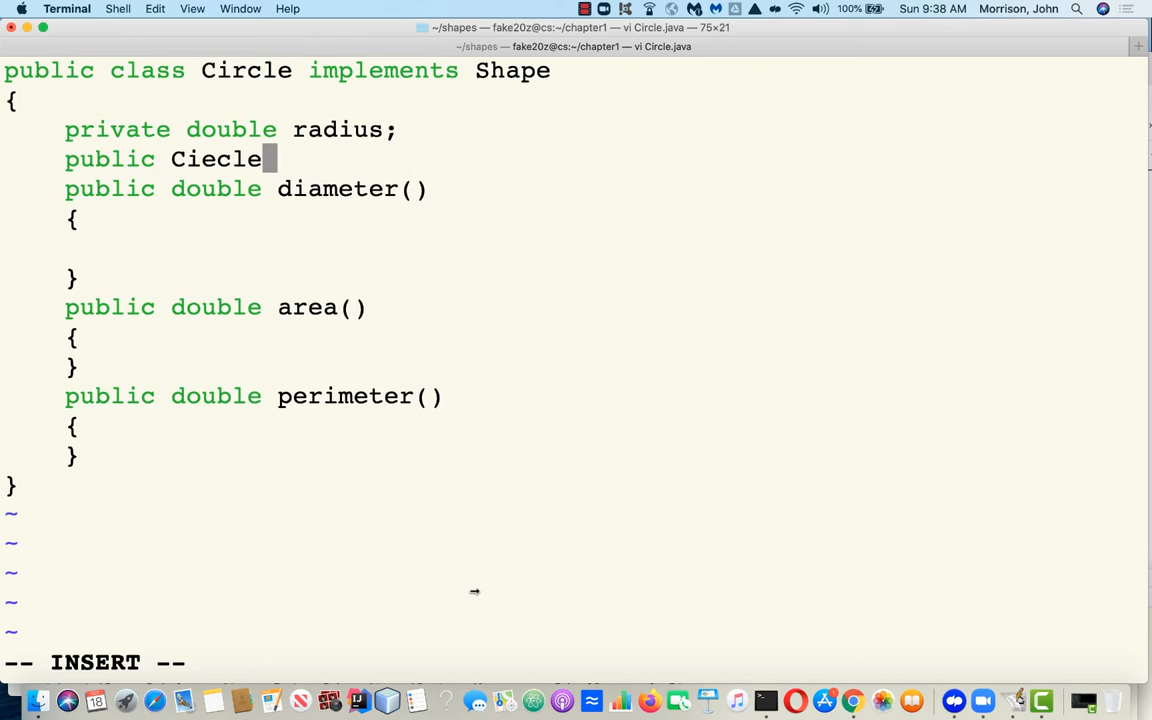 Terminal Shell Edit View Window Help 100% Sun 9:38 AM Morrison, John
~/shapes — fake20z@cs:~/chapter1 — vi Circle.java — 75×21
~/shapes — fake20z@cs:~/chapter1 — vi Circle.java
public class Circle implements Shape
{
private double radius;
public Ciecle
public double diameter()
{
}
public double area()
{
}
public double perimeter()
{
}
}
~
~
~
~
~
-- INSERT --